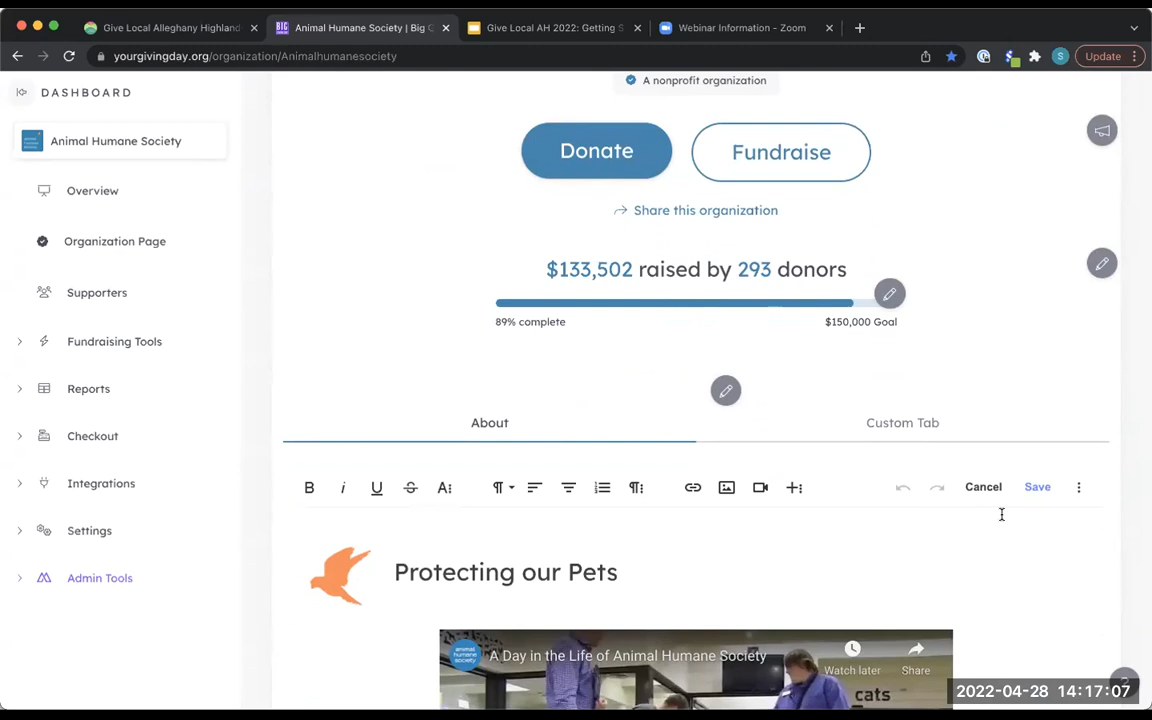 Give Local Alleghany Highland
Animal Humane Society | Big G
Give Local AH 2022: Getting S
Webinar Information - Zoom
yourgivingday.org/organization/Animalhumanesociety
S
Update
DASHBOARD
Animal Humane Society
Overview
Organization Page
Supporters
Fundraising Tools
Reports
Checkout
Integrations
Settings
Admin Tools
A nonprofit organization
Donate
Fundraise
Share this organization
$133,502 raised by 293 donors
89% complete
$150,000 Goal
About
Custom Tab
Cancel
Save
Protecting our Pets
animal humane society
A Day in the Life of Animal Humane Society
Watch later
Share
cats
2022-04-28 14:17:07